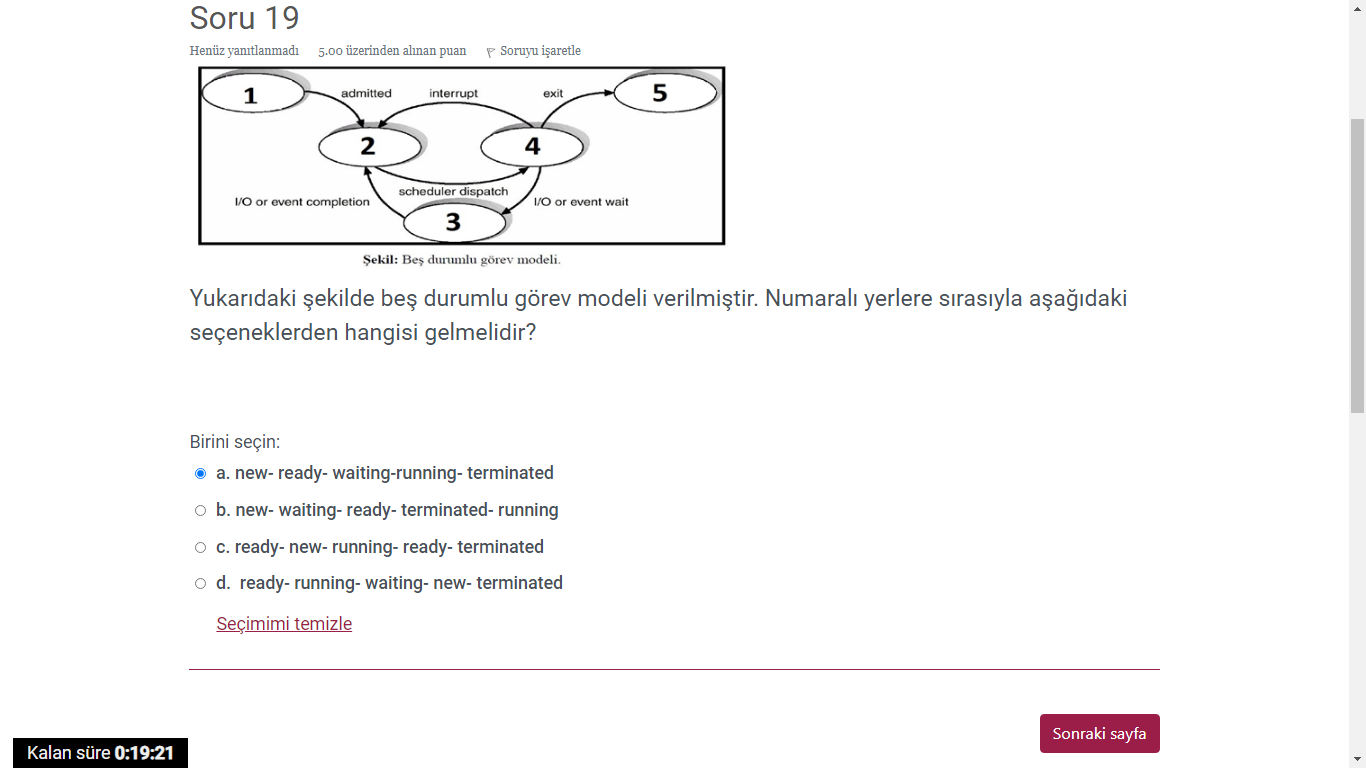 Soru 19
Henüz yanıtlanmadı 5.00 üzerinden alınan puan Soruyu işaretle
1 admitted interrupt exit 5
2 4
scheduler dispatch
I/O or event completion I/O or event wait
3
Şekil: Beş durumlu görev modeli.
Yukarıdaki şekilde beş durumlu görev modeli verilmiştir. Numaralı yerlere sırasıyla aşağıdaki
seçeneklerden hangisi gelmelidir?
Birini seçin:
a. new- ready- waiting-running- terminated
b. new- waiting- ready- terminated- running
c. ready- new- running- ready- terminated
d. ready- running- waiting- new- terminated
Seçimimi temizle
Sonraki sayfa
Kalan süre 0:19:21